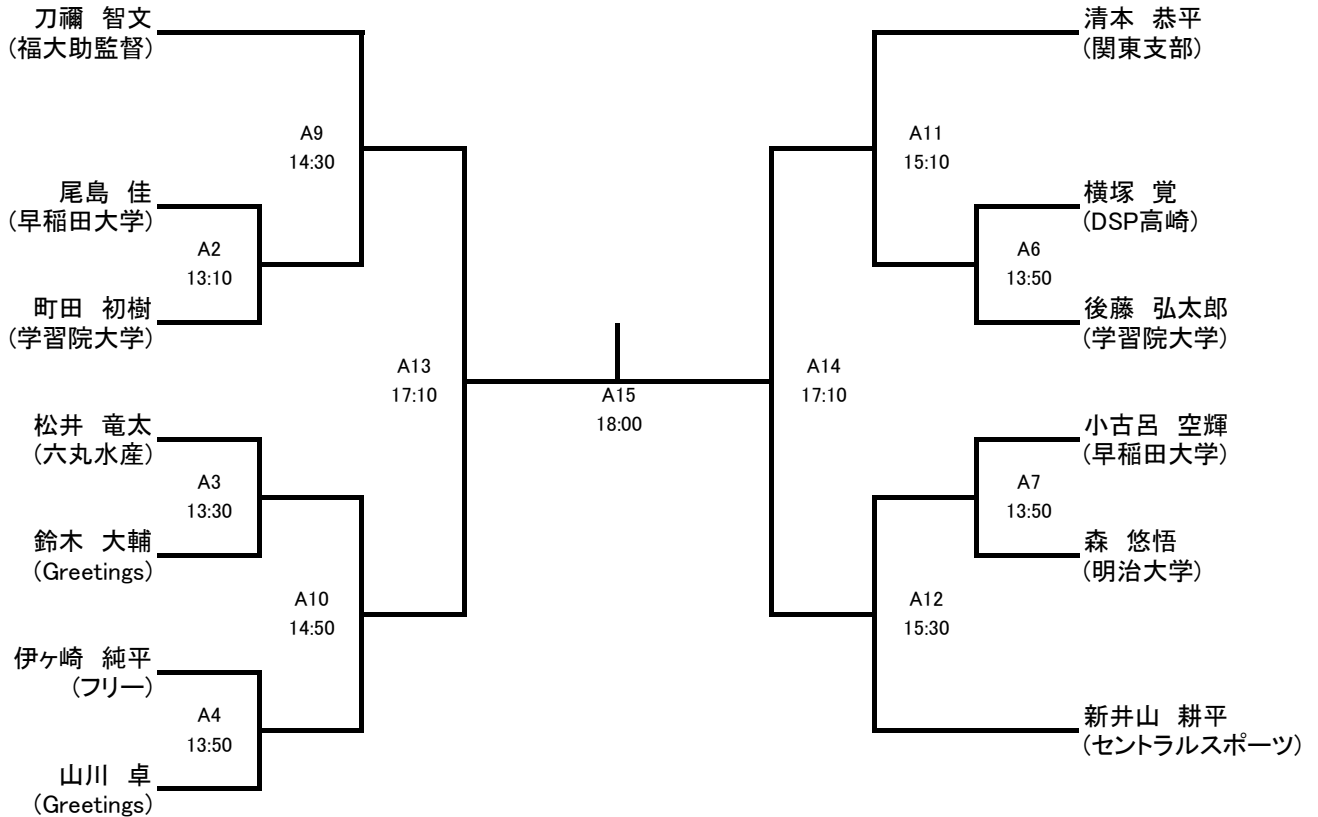 刀禰　智文
(福大助監督)
A9
14:30
尾島　佳
(早稲田大学)
A2
13:10
町田　初樹
(学習院大学)
A13
17:10
松井　竜太
(六丸水産)
A3
13:30
鈴木　大輔
(Greetings)
A10
14:50
伊ヶ崎　純平
(フリー)
A4
13:50
山川　卓
(Greetings)
A15
18:00
清本　恭平
(関東支部)
A11
15:10
横塚　覚
(DSP高崎)
A6
13:50
後藤　弘太郎
(学習院大学)
A14
17:10
小古呂　空輝
(早稲田大学)
A7
13:50
森　悠悟
(明治大学)
A12
15:30
新井山　耕平
(セントラルスポーツ)